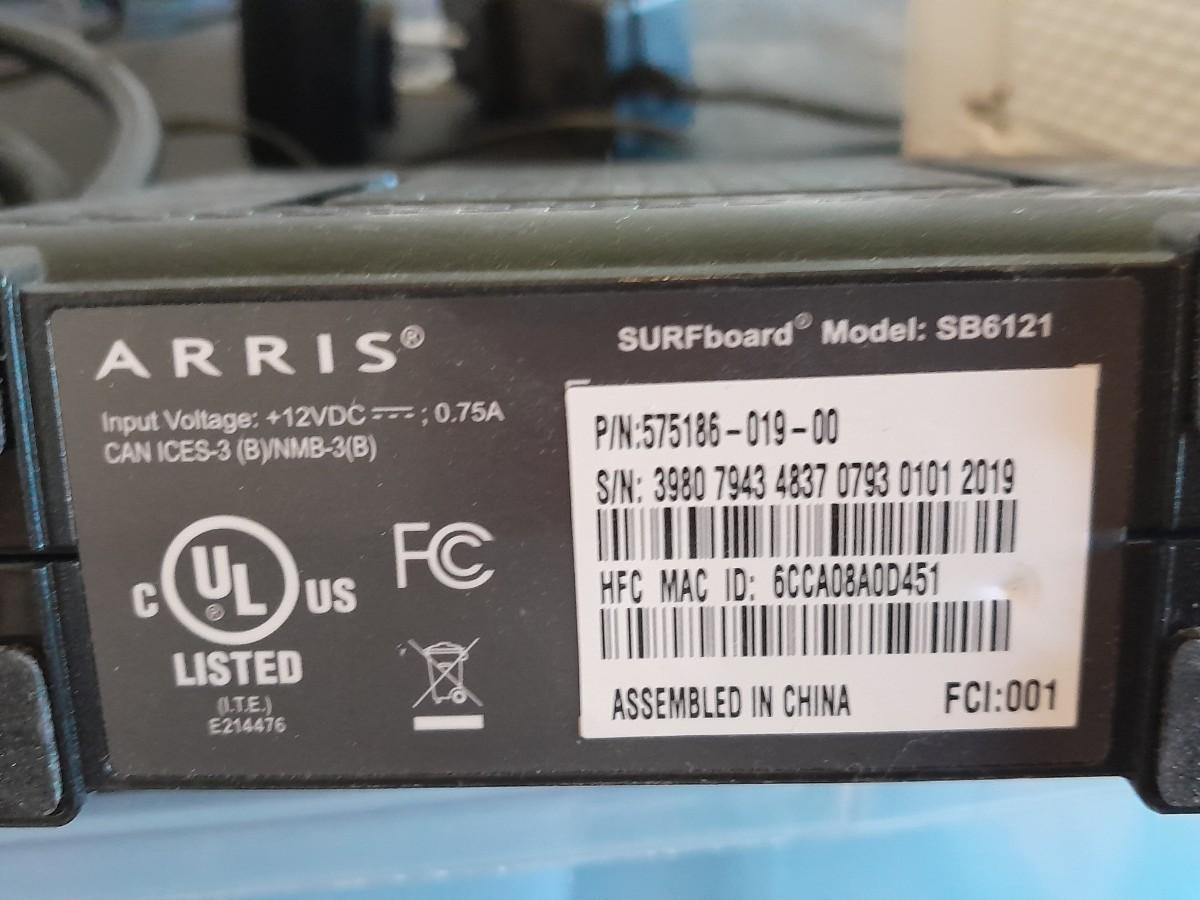 ARRIS®
SURFboard® Model: SB6121
Input Voltage: +12VDC ⎓ ; 0.75A
CAN ICES-3 (B)/NMB-3(B)
P/N:575186-019-00
S/N: 3980 7943 4837 0793 0101 2019
HFC MAC ID: 6CCA08A0D451
ASSEMBLED IN CHINA
FCI:001
C UL® US
LISTED
(I.T.E.)
E214476
FC